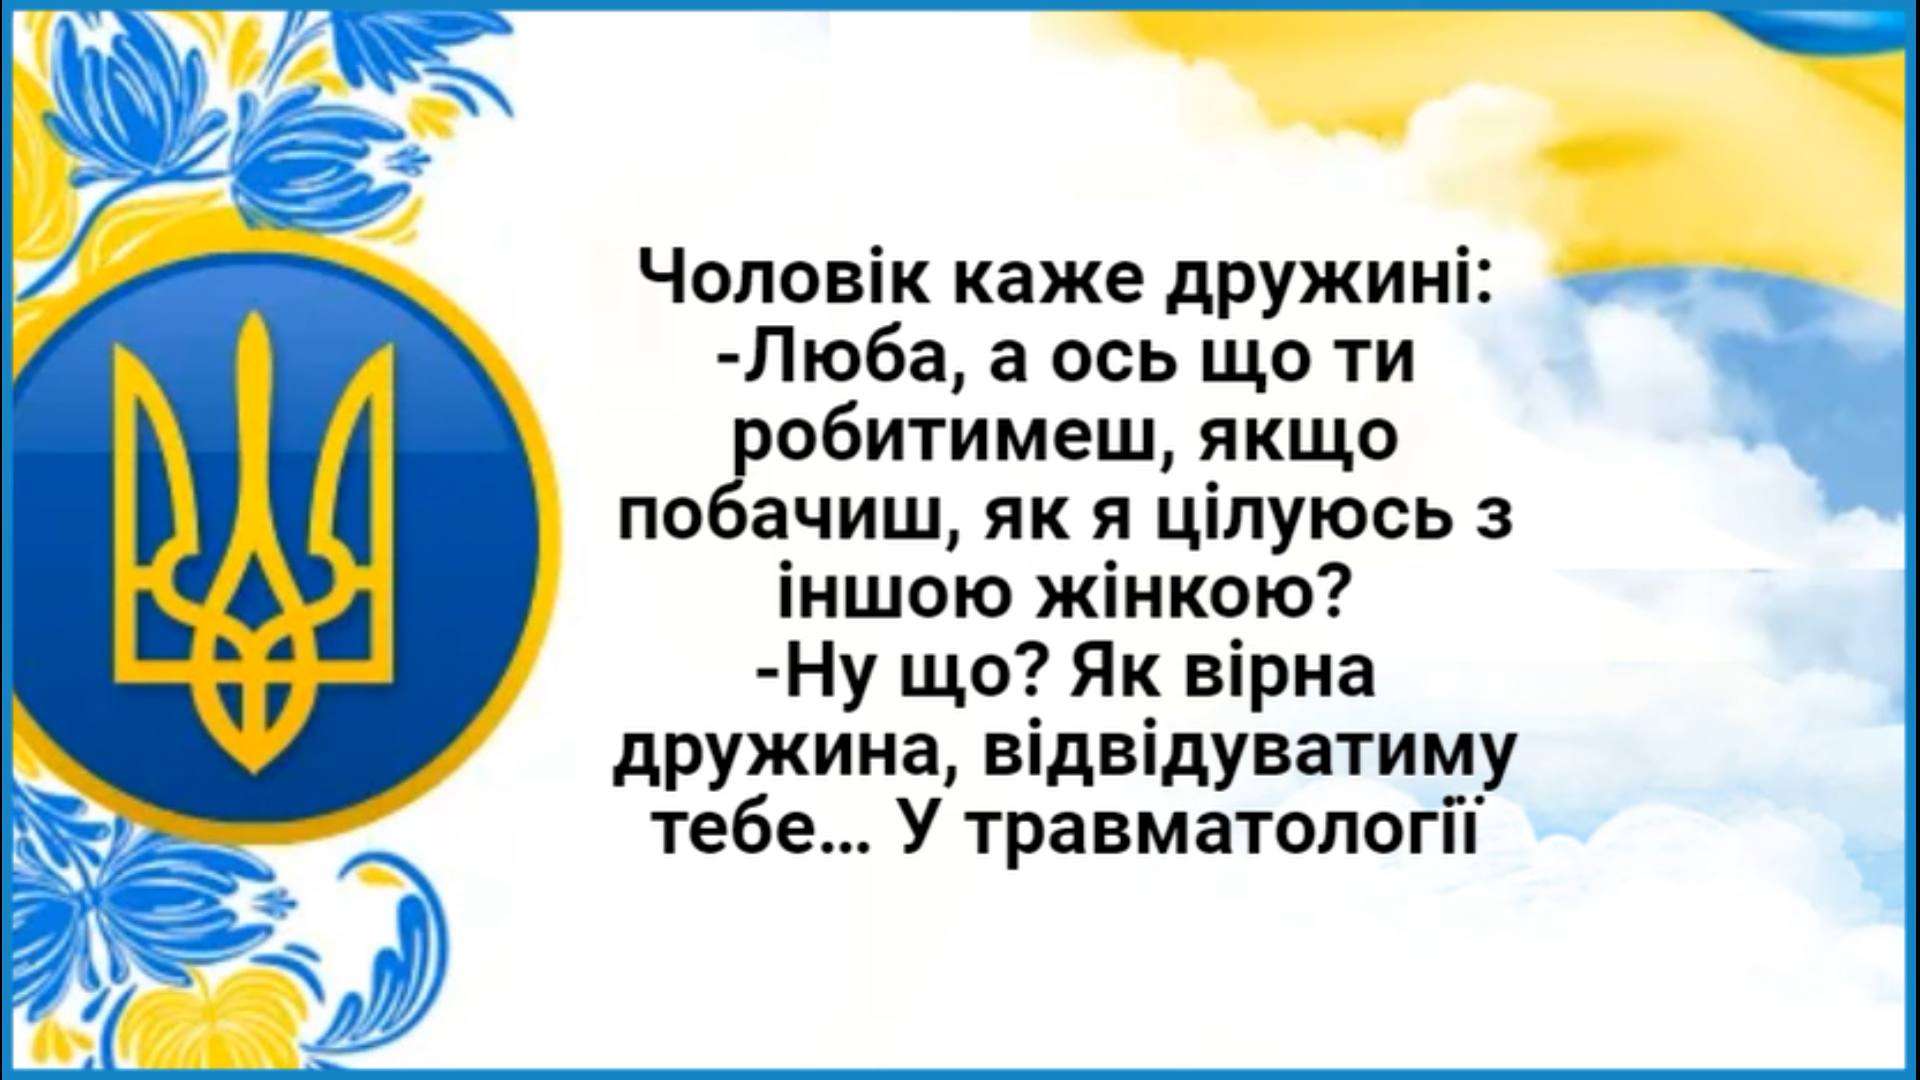 Чоловік каже дружині:
-Люба, а ось що ти
робитимеш, якщо
побачиш, як я цілуюсь з
іншою жінкою?
-Ну що? Як вірна
дружина, відвідуватиму
тебе... У травматології